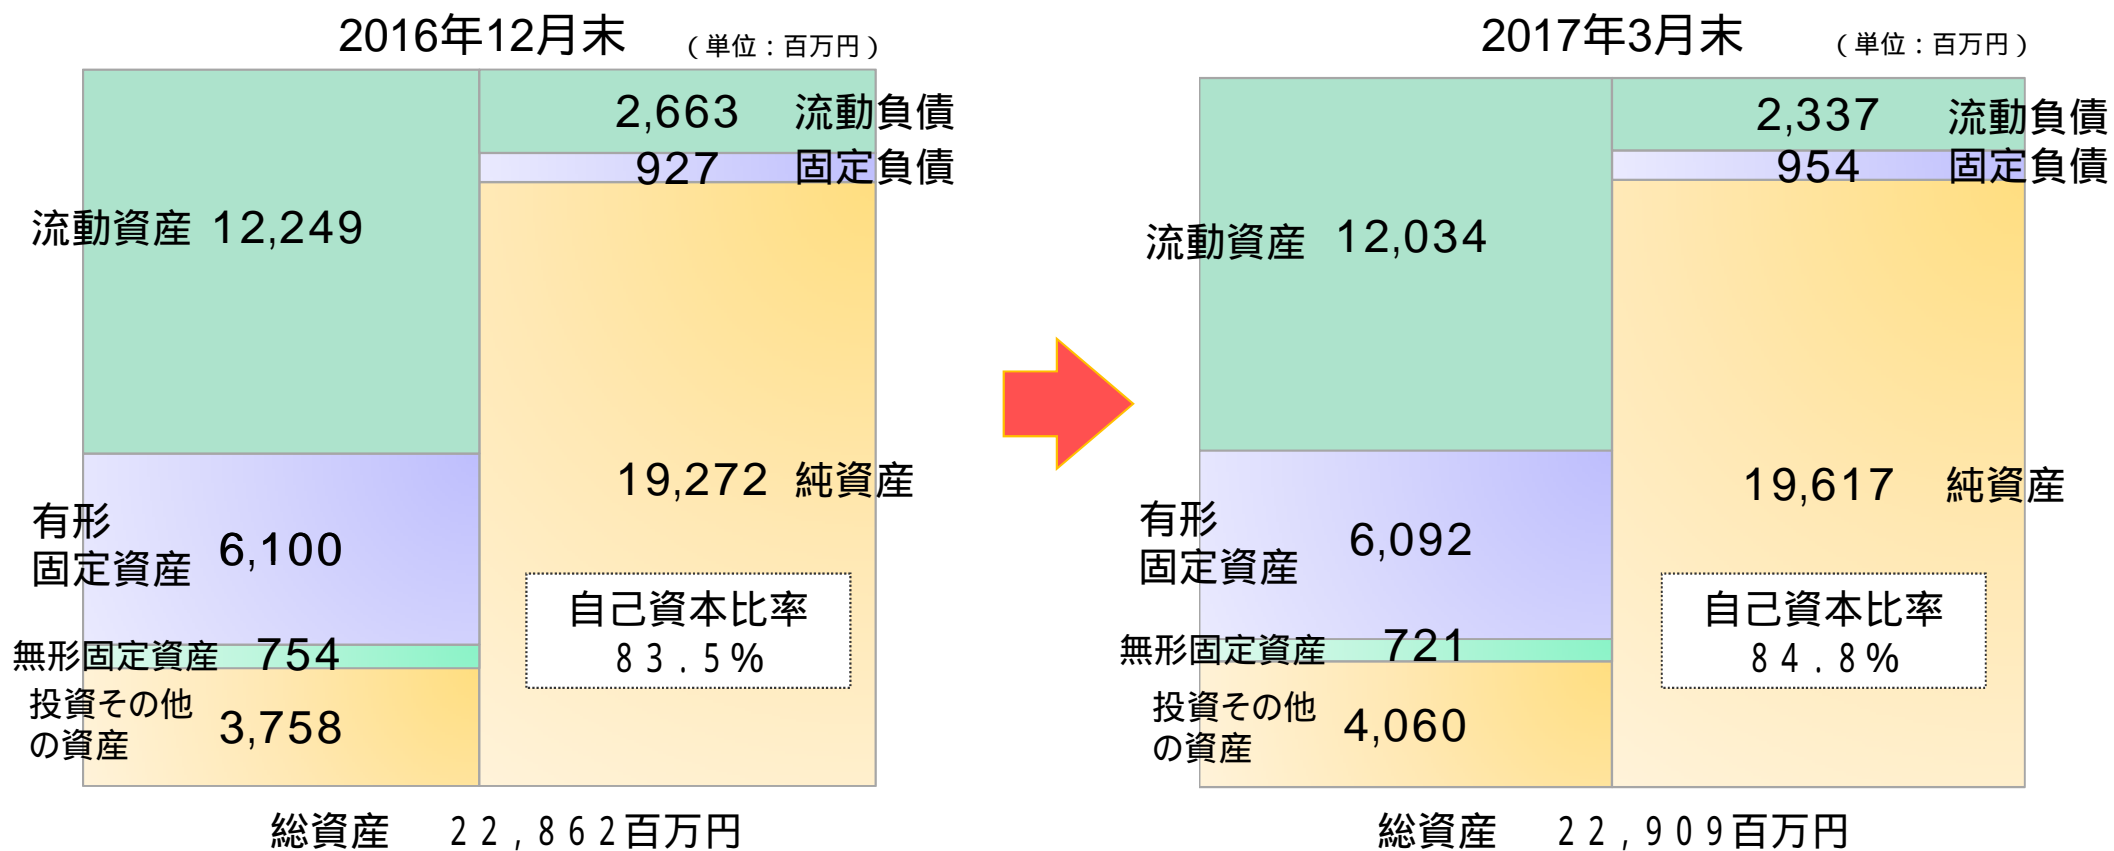 2016年12月末 （単位：百万円）
2,663 流動負債
927 固定負債
流動資産 12,249
19,272 純資産
有形
固定資産 6,100
自己資本比率
８３．５％
無形固定資産 754
投資その他
の資産 3,758
総資産 ２２，８６２百万円
2017年3月末 （単位：百万円）
2,337 流動負債
954 固定負債
流動資産 12,034
19,617 純資産
有形
固定資産 6,092
自己資本比率
８４．８％
無形固定資産 721
投資その他
の資産 4,060
総資産 ２２，９０９百万円